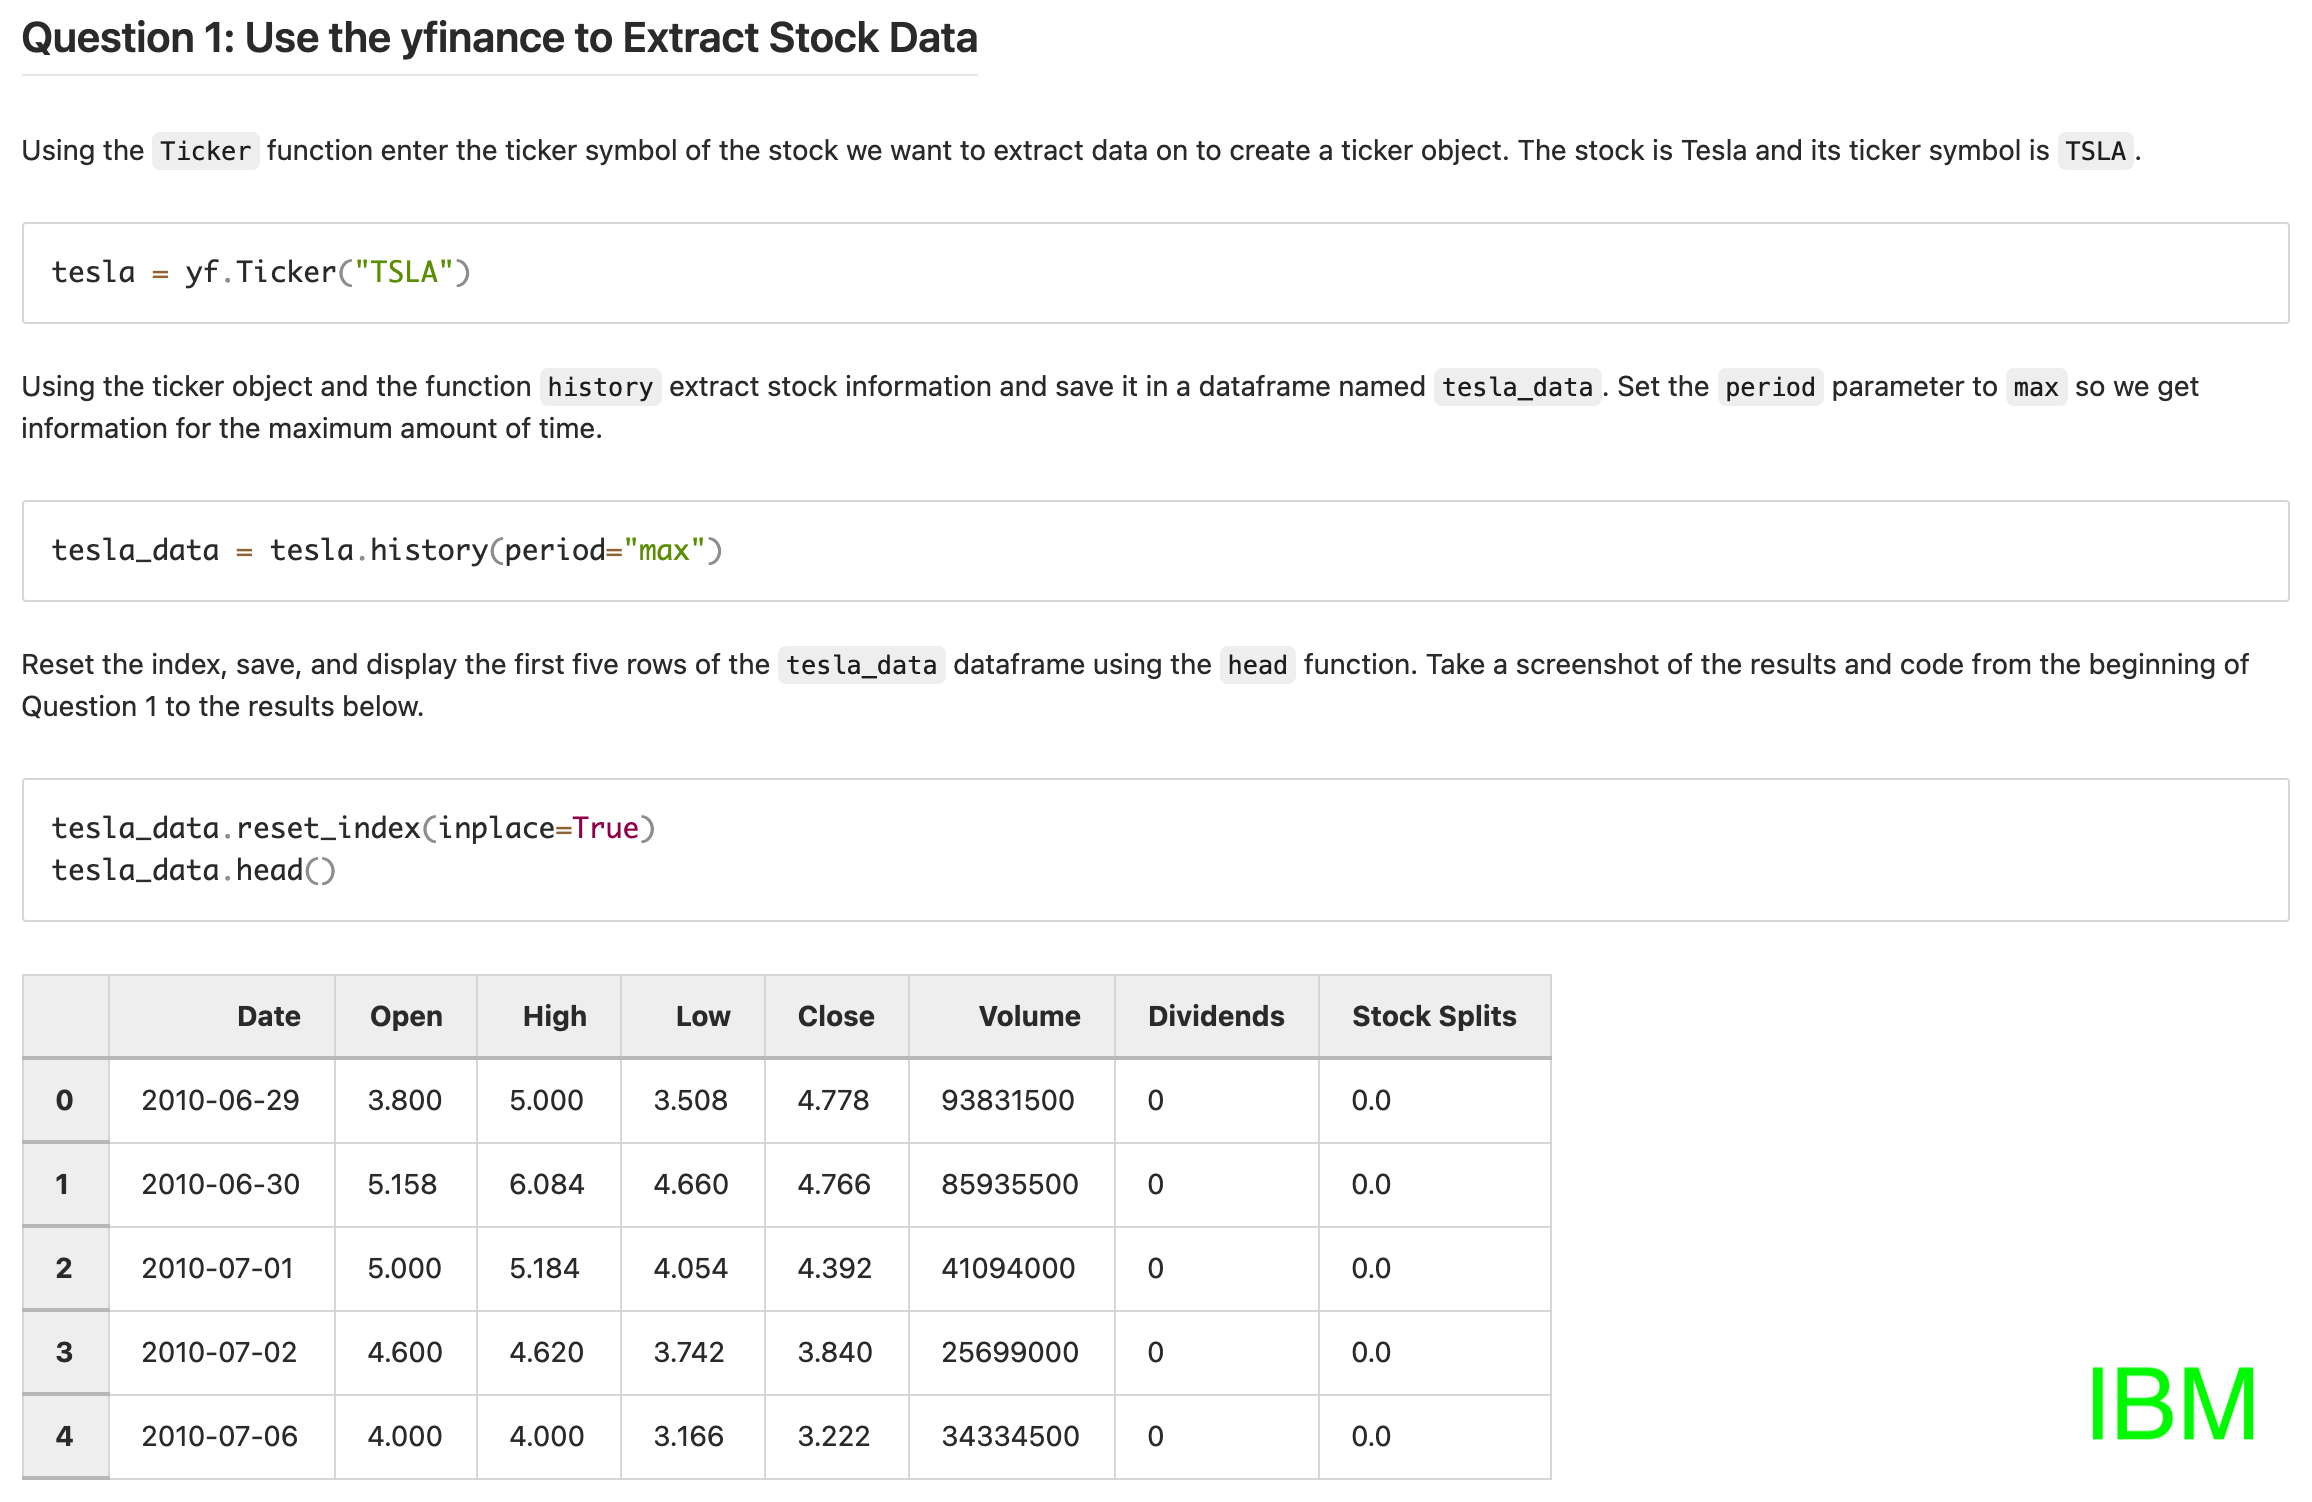 Question 1: Use the yfinance to Extract Stock Data
Using the Ticker function enter the ticker symbol of the stock we want to extract data on to create a ticker object. The stock is Tesla and its ticker symbol is TSLA.
tesla = yf.Ticker("TSLA")
Using the ticker object and the function history extract stock information and save it in a dataframe named tesla_data. Set the period parameter to max so we get
information for the maximum amount of time.
tesla_data = tesla.history(period="max")
Reset the index, save, and display the first five rows of the tesla_data dataframe using the head function. Take a screenshot of the results and code from the beginning of
Question 1 to the results below.
tesla_data.reset_index(inplace=True)
tesla_data.head()
Date Open High Low Close Volume Dividends Stock Splits
0 2010-06-29 3.800 5.000 3.508 4.778 93831500 0 0.0
1 2010-06-30 5.158 6.084 4.660 4.766 85935500 0 0.0
2 2010-07-01 5.000 5.184 4.054 4.392 41094000 0 0.0
3 2010-07-02 4.600 4.620 3.742 3.840 25699000 0 0.0
4 2010-07-06 4.000 4.000 3.166 3.222 34334500 0 0.0
IBM